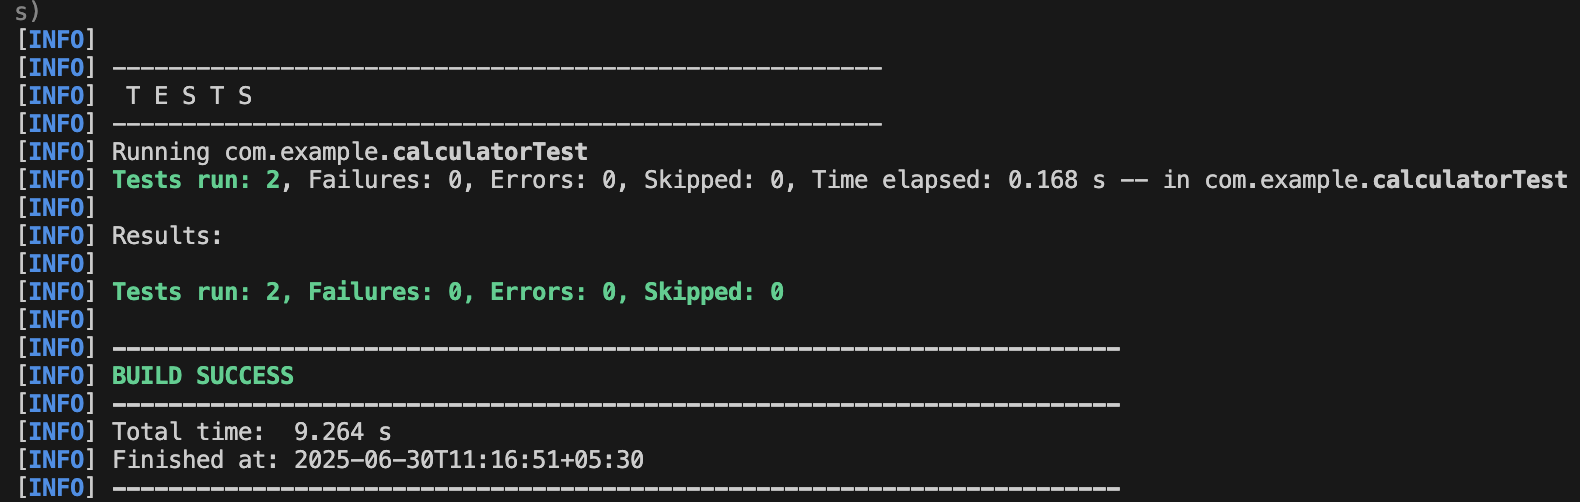 s)
[INFO]
[INFO] -------------------------------------------------------
[INFO]  T E S T S
[INFO] -------------------------------------------------------
[INFO] Running com.example.calculatorTest
[INFO] Tests run: 2, Failures: 0, Errors: 0, Skipped: 0, Time elapsed: 0.168 s -- in com.example.calculatorTest
[INFO]
[INFO] Results:
[INFO]
[INFO] Tests run: 2, Failures: 0, Errors: 0, Skipped: 0
[INFO]
[INFO] ------------------------------------------------------------------------
[INFO] BUILD SUCCESS
[INFO] ------------------------------------------------------------------------
[INFO] Total time:  9.264 s
[INFO] Finished at: 2025-06-30T11:16:51+05:30
[INFO] ------------------------------------------------------------------------